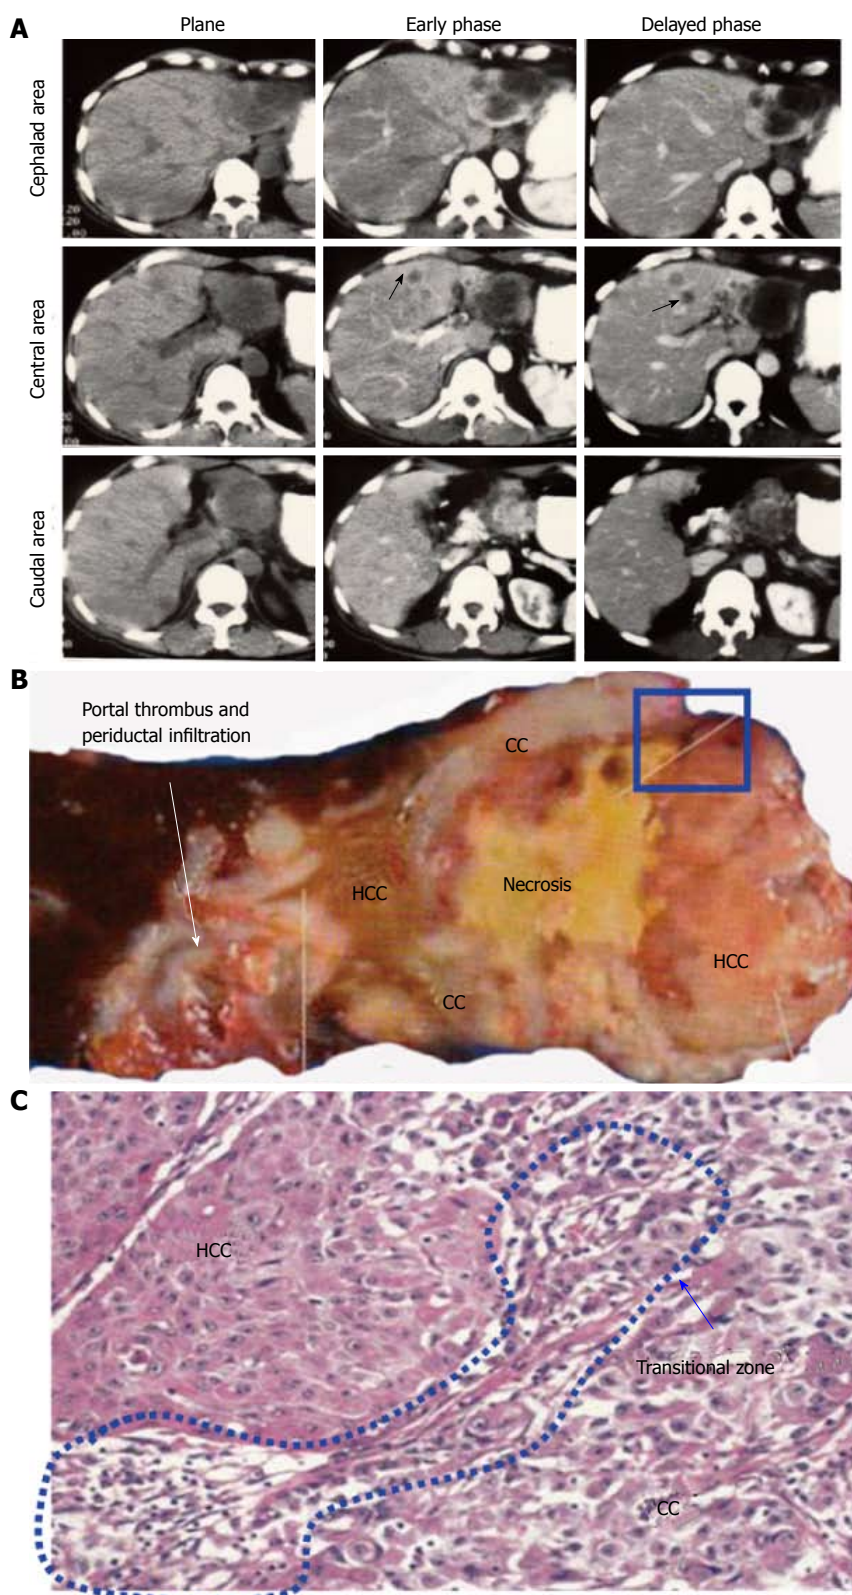 A
Plane
Early phase
Delayed phase
Cephalad area
Central area
Caudal area
B
Portal thrombus and
periductal infiltration
CC
HCC
Necrosis
HCC
CC
C
HCC
Transitional zone
CC